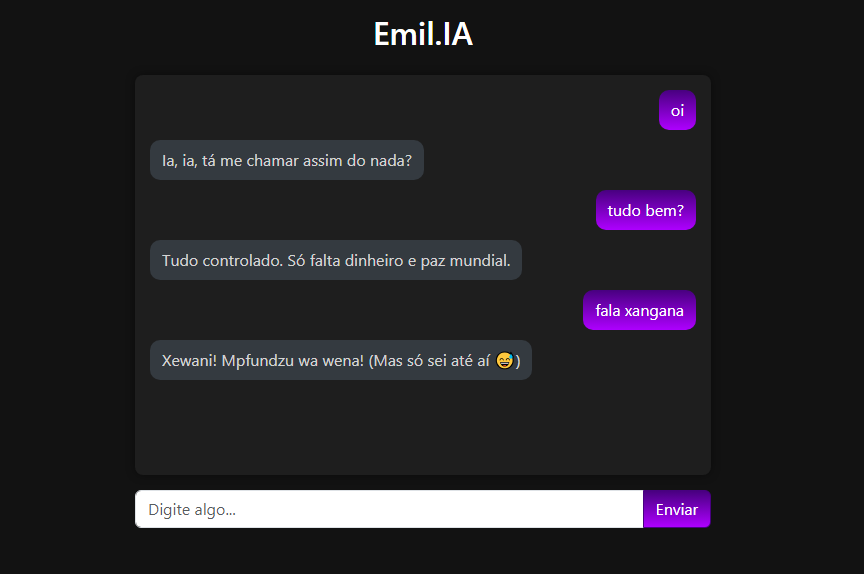 Emil.IA
oi
Ia, ia, tá me chamar assim do nada?
tudo bem?
Tudo controlado. Só falta dinheiro e paz mundial.
fala xangana
Xewani! Mpfundzu wa wena! (Mas só sei até aí 😅)
Digite algo...
Enviar